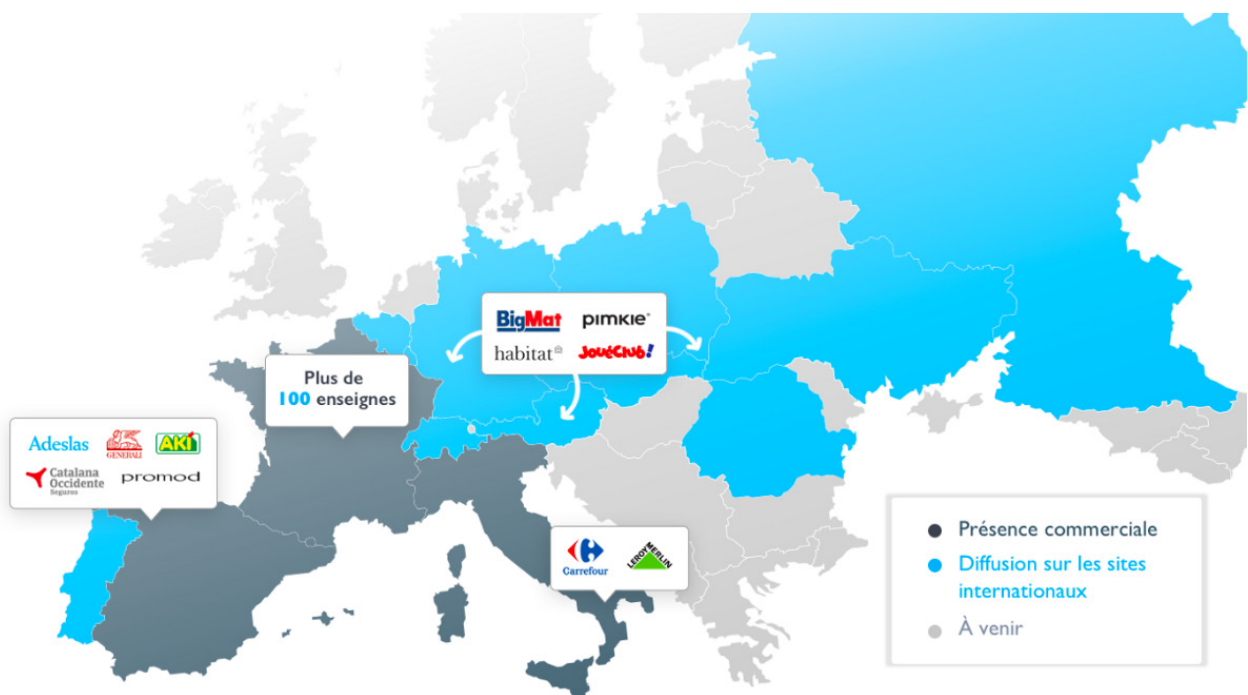 BigMat pimkie
habitat JouéClub!
Plus de
100 enseignes
Adeslas GENERALI AKI
Catalana
Occidente
Seguros
promod
Carrefour LEROY MERLIN
Présence commerciale
Diffusion sur les sites
internationaux
À venir